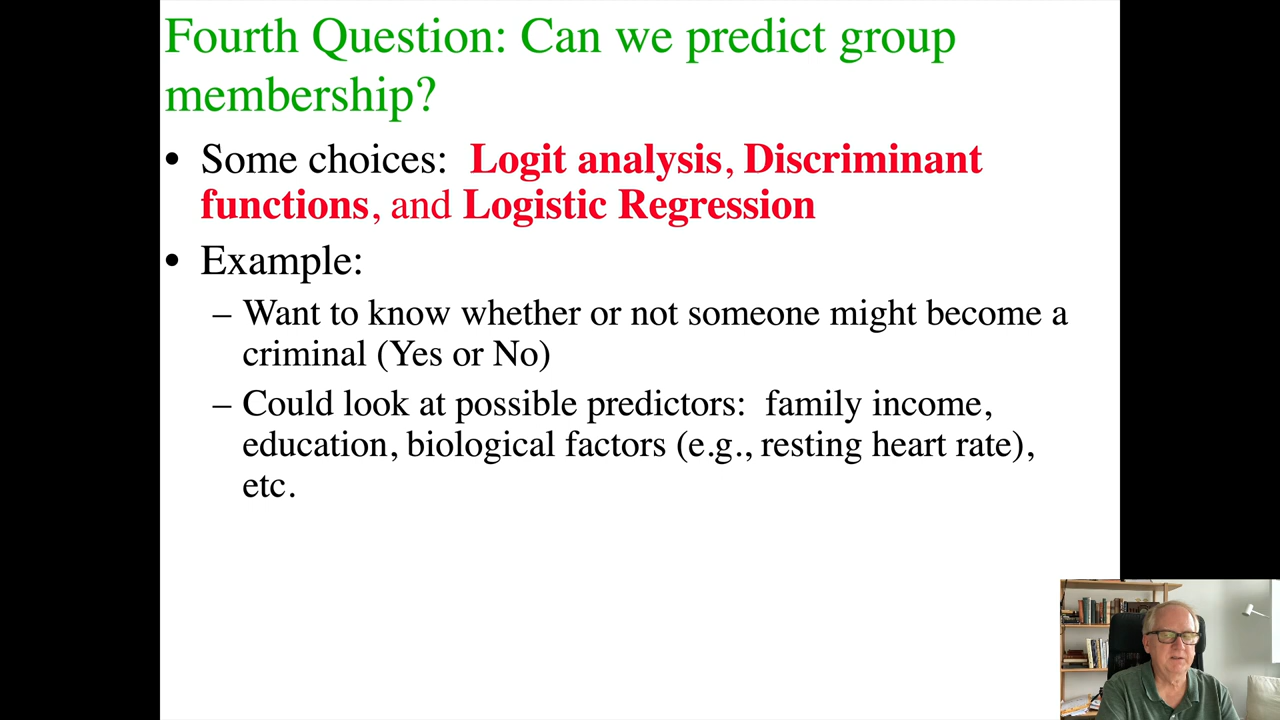 Fourth Question: Can we predict group
membership?
• Some choices: Logit analysis, Discriminant
functions, and Logistic Regression
• Example:
– Want to know whether or not someone might become a
criminal (Yes or No)
– Could look at possible predictors: family income,
education, biological factors (e.g., resting heart rate),
etc.